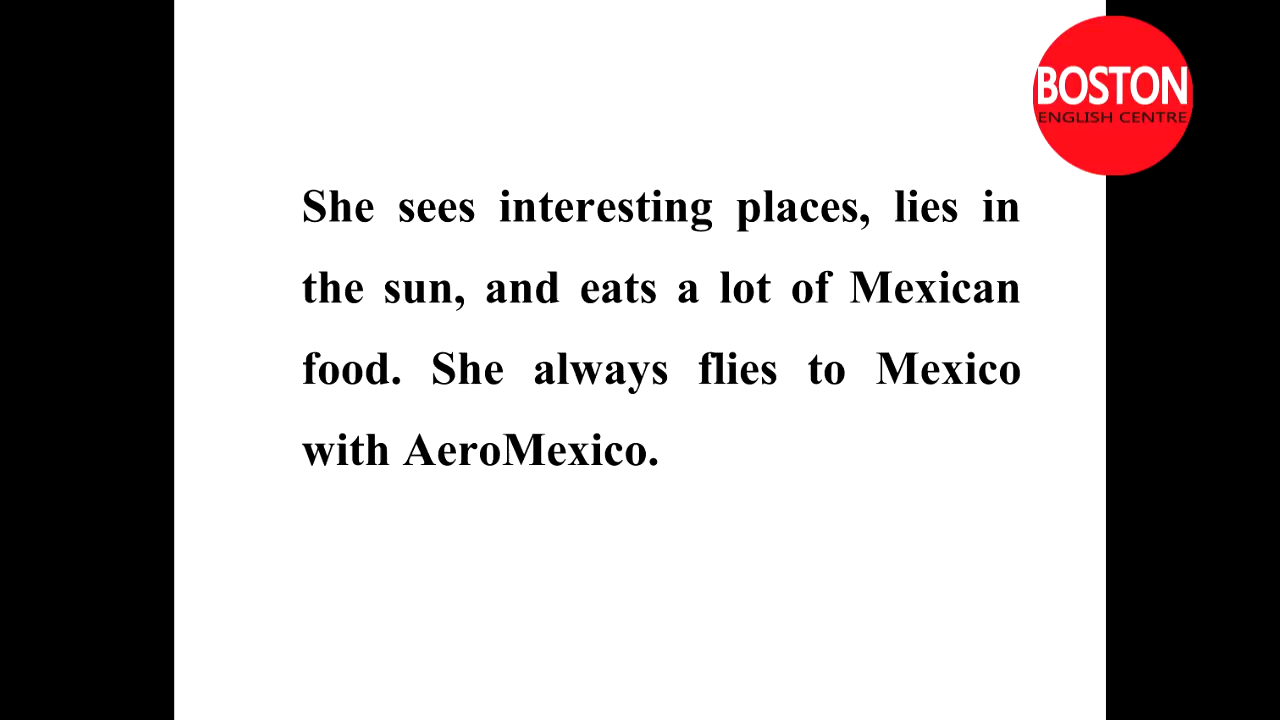 BOSTON
ENGLISH CENTRE
She sees interesting places, lies in
the sun, and eats a lot of Mexican
food. She always flies to Mexico
with AeroMexico.